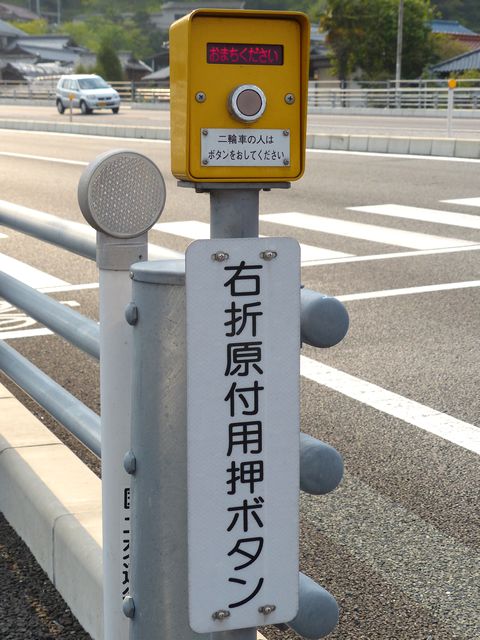 おまちください
二輪車の人は
ボタンをおしてください
右折原付用押ボタン